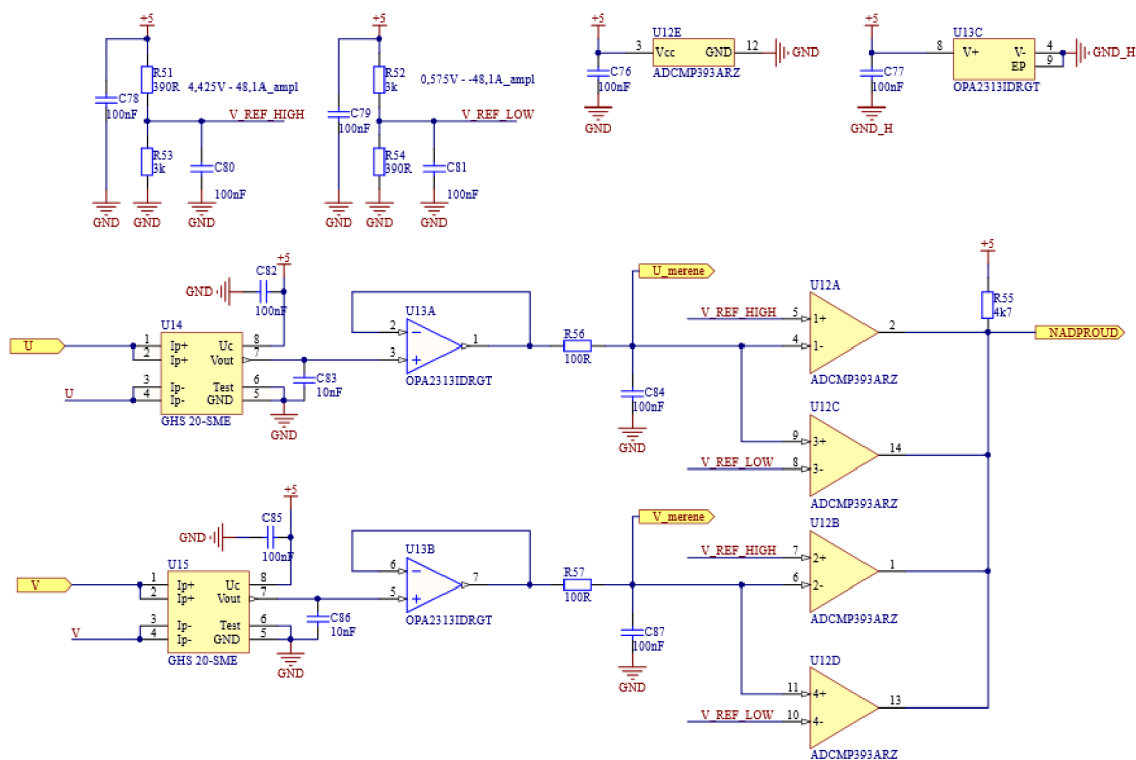 +5
R51
390R
4,425V - 48,1A_ampl
C78
100nF
V_REF_HIGH
R53
3k
C80
100nF
GND
GND
GND
+5
R52
3k
0,575V - -48,1A_ampl
C79
100nF
V_REF_LOW
R54
390R
C81
100nF
GND
GND
GND
+5
U12E
3 Vcc GND 12 GND
ADCMP393ARZ
C76
100nF
GND
+5
U13C
8 V+ V- 4 GND_H
EP 9
OPA2313IDRGT
C77
100nF
GND_H
+5
C82
GND
100nF
U14
U
1 Ip+ Uc 8
2 Ip+ Vout 7
3 Ip- Test 6
U
4 Ip- GND 5
GHS 20-SME
C83
10nF
GND
U13A
2
3
1
OPA2313IDRGT
R56
100R
U_merene
C84
100nF
GND
U12A
V_REF_HIGH 5 1+
4 1-
2
ADCMP393ARZ
+5
R55
4k7
NADPROUD
U12C
9 3+
V_REF_LOW 8 3-
14
ADCMP393ARZ
+5
C85
GND
100nF
U15
V
1 Ip+ Uc 8
2 Ip+ Vout 7
3 Ip- Test 6
V
4 Ip- GND 5
GHS 20-SME
C86
10nF
GND
U13B
6
5
7
OPA2313IDRGT
R57
100R
V_merene
C87
100nF
GND
U12B
V_REF_HIGH 7 2+
6 2-
1
ADCMP393ARZ
U12D
11 4+
V_REF_LOW 10 4-
13
ADCMP393ARZ